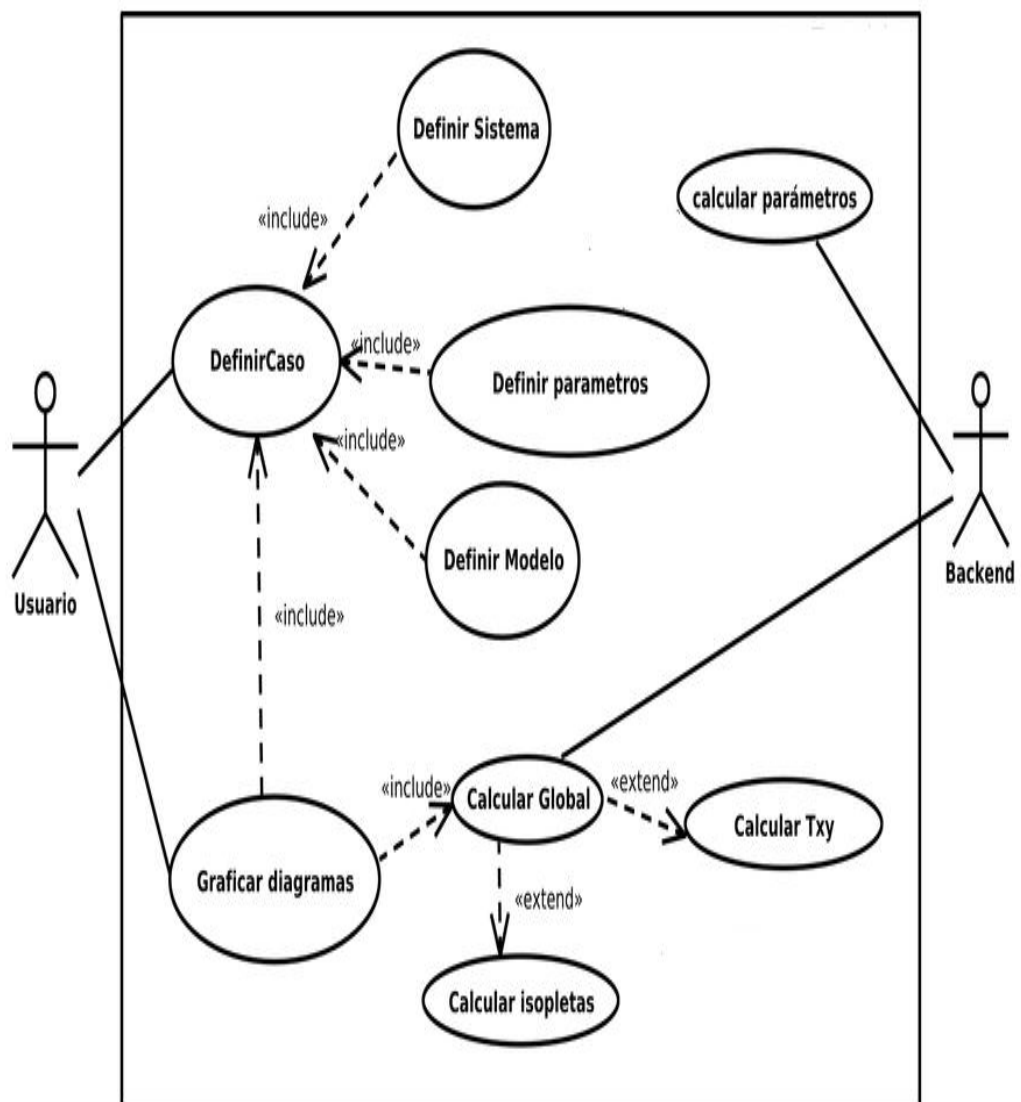 Definir Sistema
calcular parámetros
«include»
DefinirCaso
«include»
Definir parametros
«include»
Definir Modelo
Usuario
Backend
«include»
«include»
Calcular Global
«extend»
Calcular Txy
Graficar diagramas
«extend»
Calcular isopletas